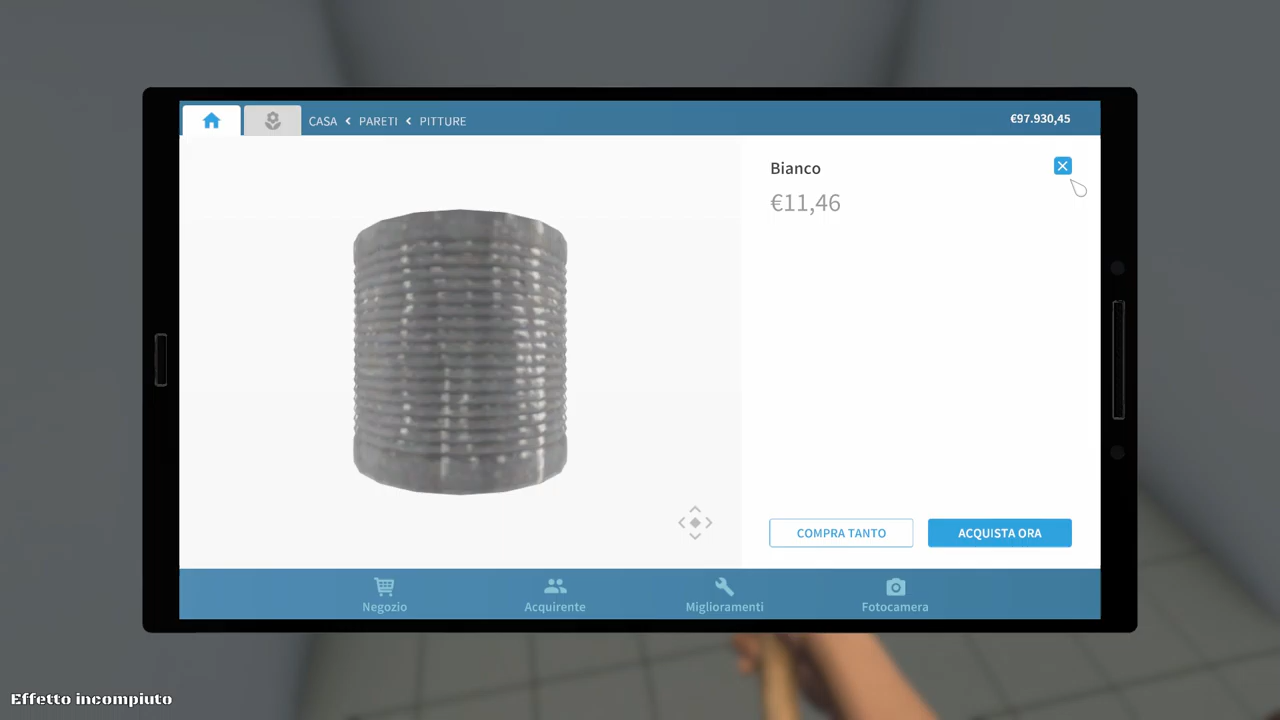 CASA < PARETI < PITTURE
€97.930,45
Bianco
€11,46
COMPRA TANTO
ACQUISTA ORA
Negozio
Acquirente
Miglioramenti
Fotocamera
Effetto incompiuto